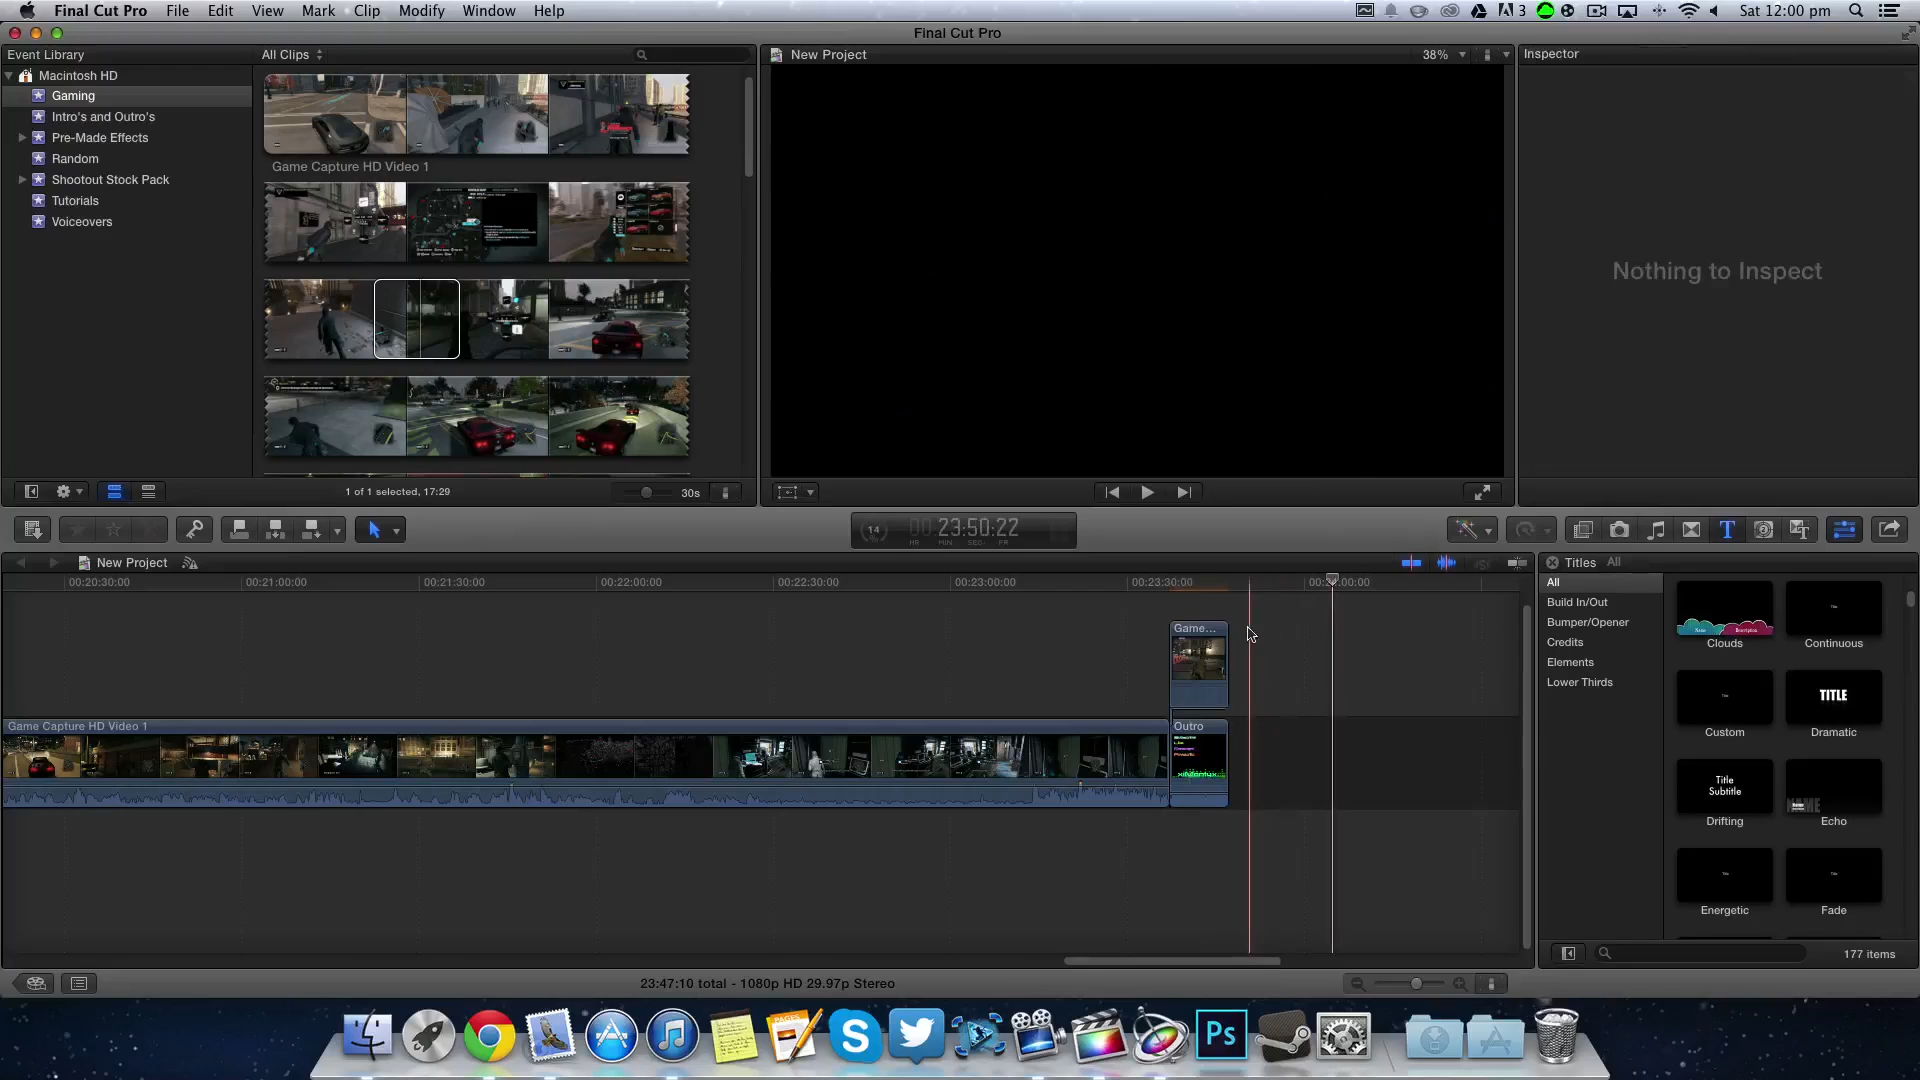 Final Cut Pro File Edit View Mark Clip Modify Window Help
3 Sat 12:00 pm
Final Cut Pro
Event Library
Macintosh HD
Gaming
Intro's and Outro's
Pre-Made Effects
Random
Shootout Stock Pack
Tutorials
Voiceovers
All Clips
Game Capture HD Video 1
1 of 1 selected, 17:29
30s
New Project
38%
Inspector
Nothing to Inspect
14
00:23:50:22
HR MIN SEC FR
New Project
00:20:30:00 00:21:00:00 00:21:30:00 00:22:00:00 00:22:30:00 00:23:00:00 00:23:30:00
Game...
Game Capture HD Video 1
Outro
23:47:10 total - 1080p HD 29.97p Stereo
Titles All
All
Build In/Out
Bumper/Opener
Credits
Elements
Lower Thirds
Clouds
Continuous
Custom
TITLE
Dramatic
Title
Subtitle
Drifting
NAME
Echo
Energetic
Fade
177 items
Ps